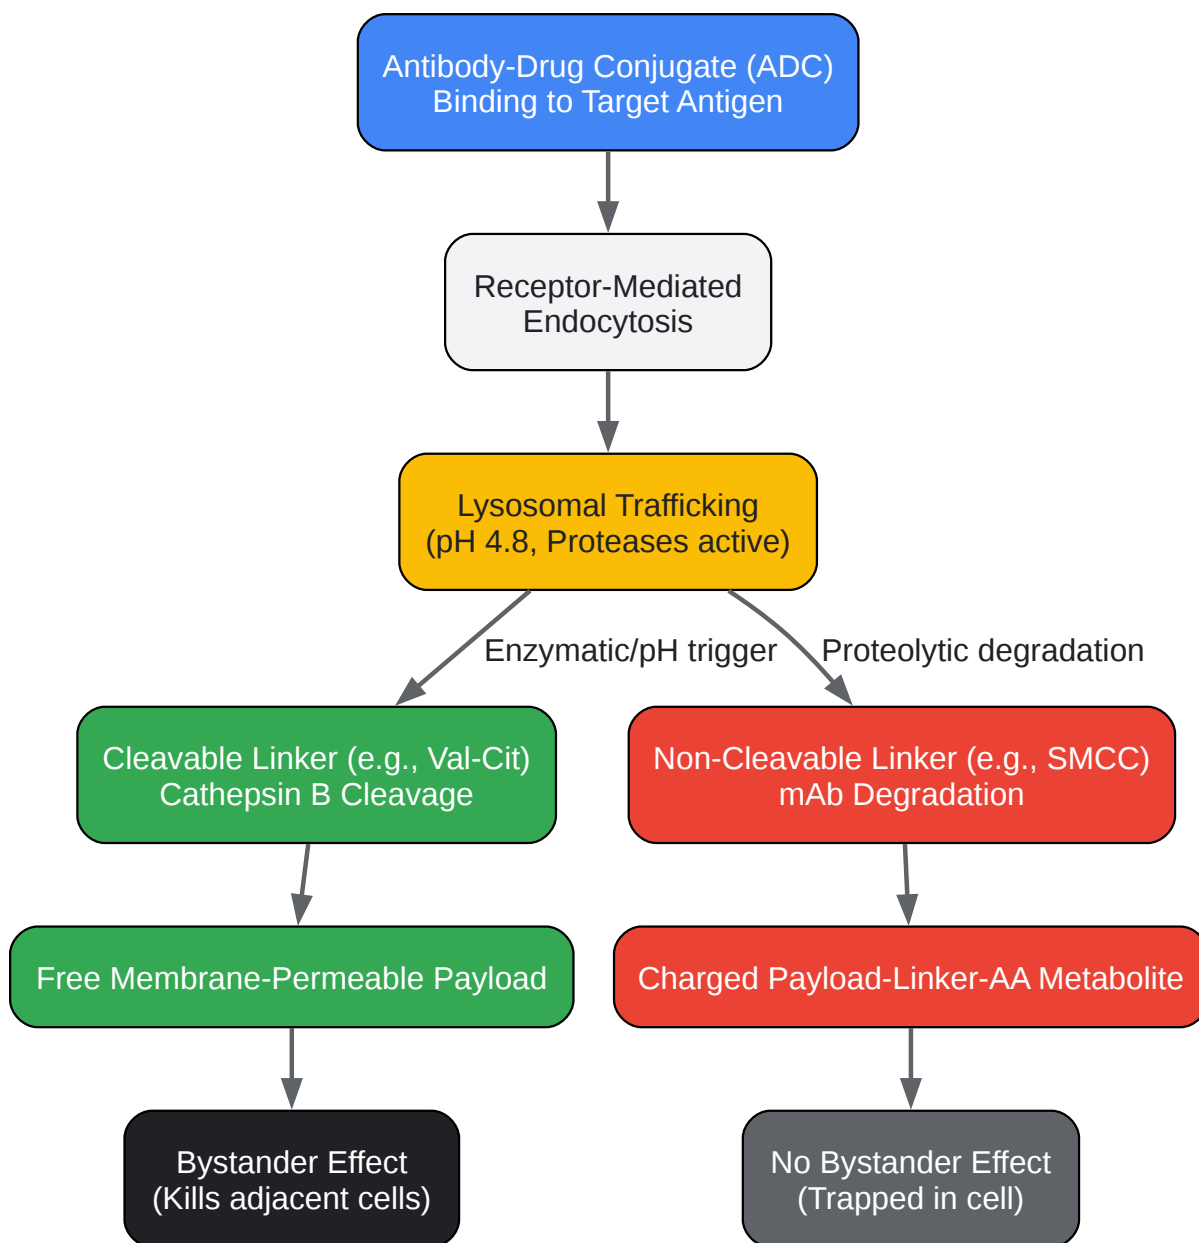 Antibody-Drug Conjugate (ADC)
Binding to Target Antigen
Receptor-Mediated
Endocytosis
Lysosomal Trafficking
(pH 4.8, Proteases active)
Enzymatic/pH trigger
Proteolytic degradation
Cleavable Linker (e.g., Val-Cit)
Cathepsin B Cleavage
Non-Cleavable Linker (e.g., SMCC)
mAb Degradation
Free Membrane-Permeable Payload
Charged Payload-Linker-AA Metabolite
Bystander Effect
(Kills adjacent cells)
No Bystander Effect
(Trapped in cell)